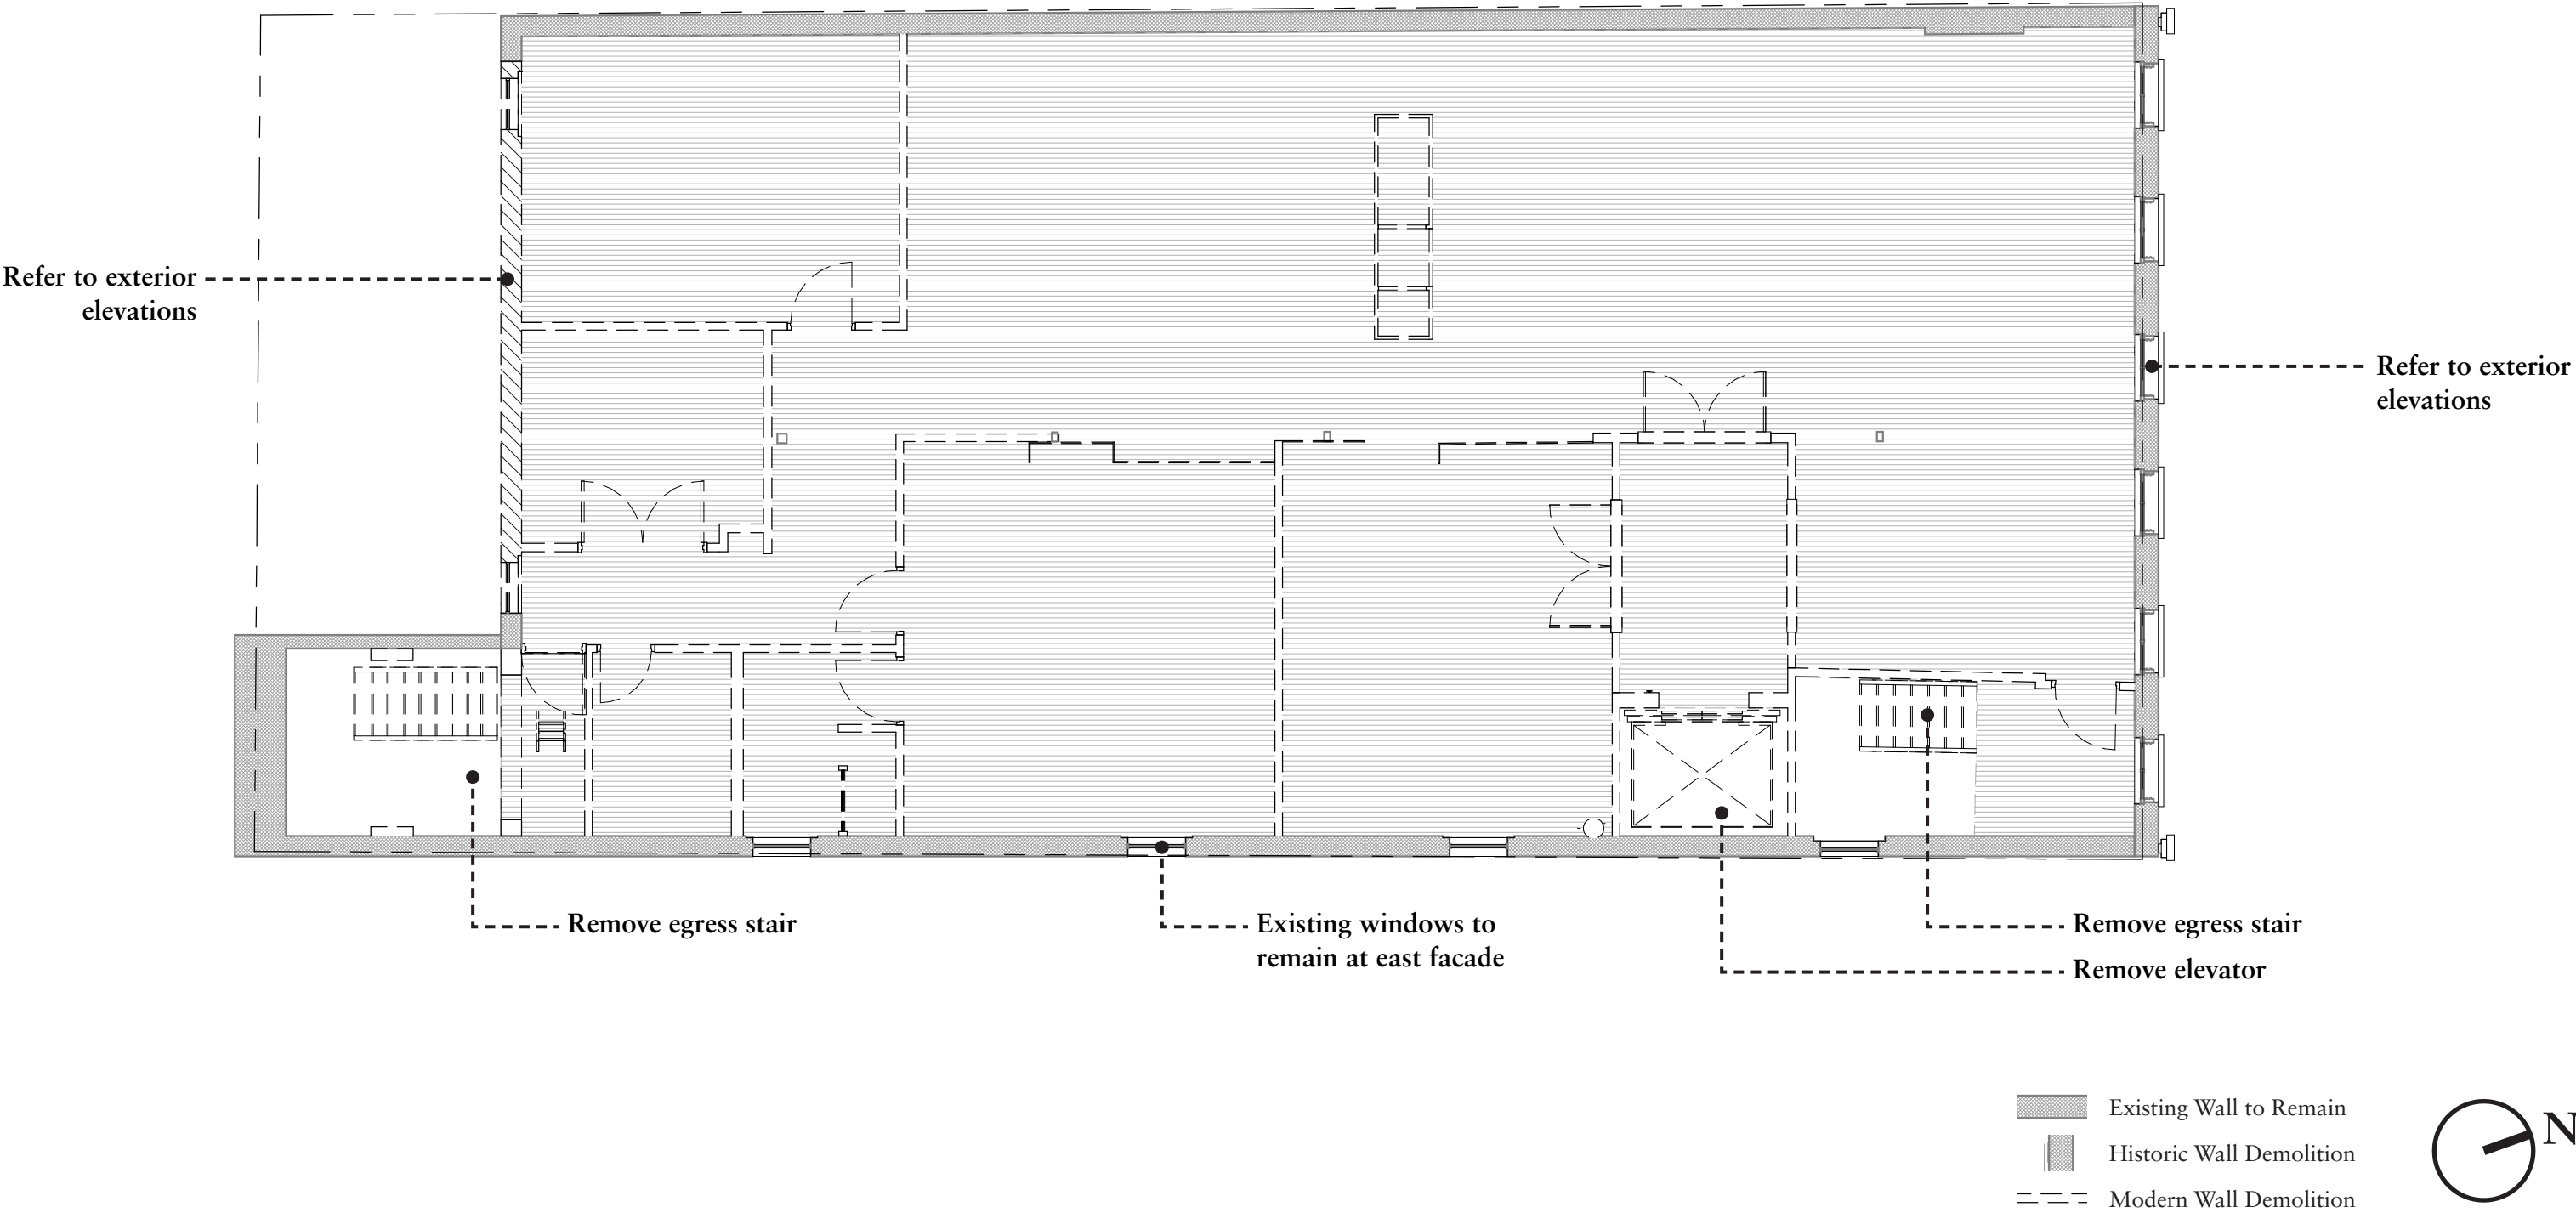 Refer to exterior
elevations
Refer to exterior
elevations
Remove egress stair
Existing windows to
remain at east facade
Remove egress stair
Remove elevator
Existing Wall to Remain
Historic Wall Demolition
Modern Wall Demolition
N